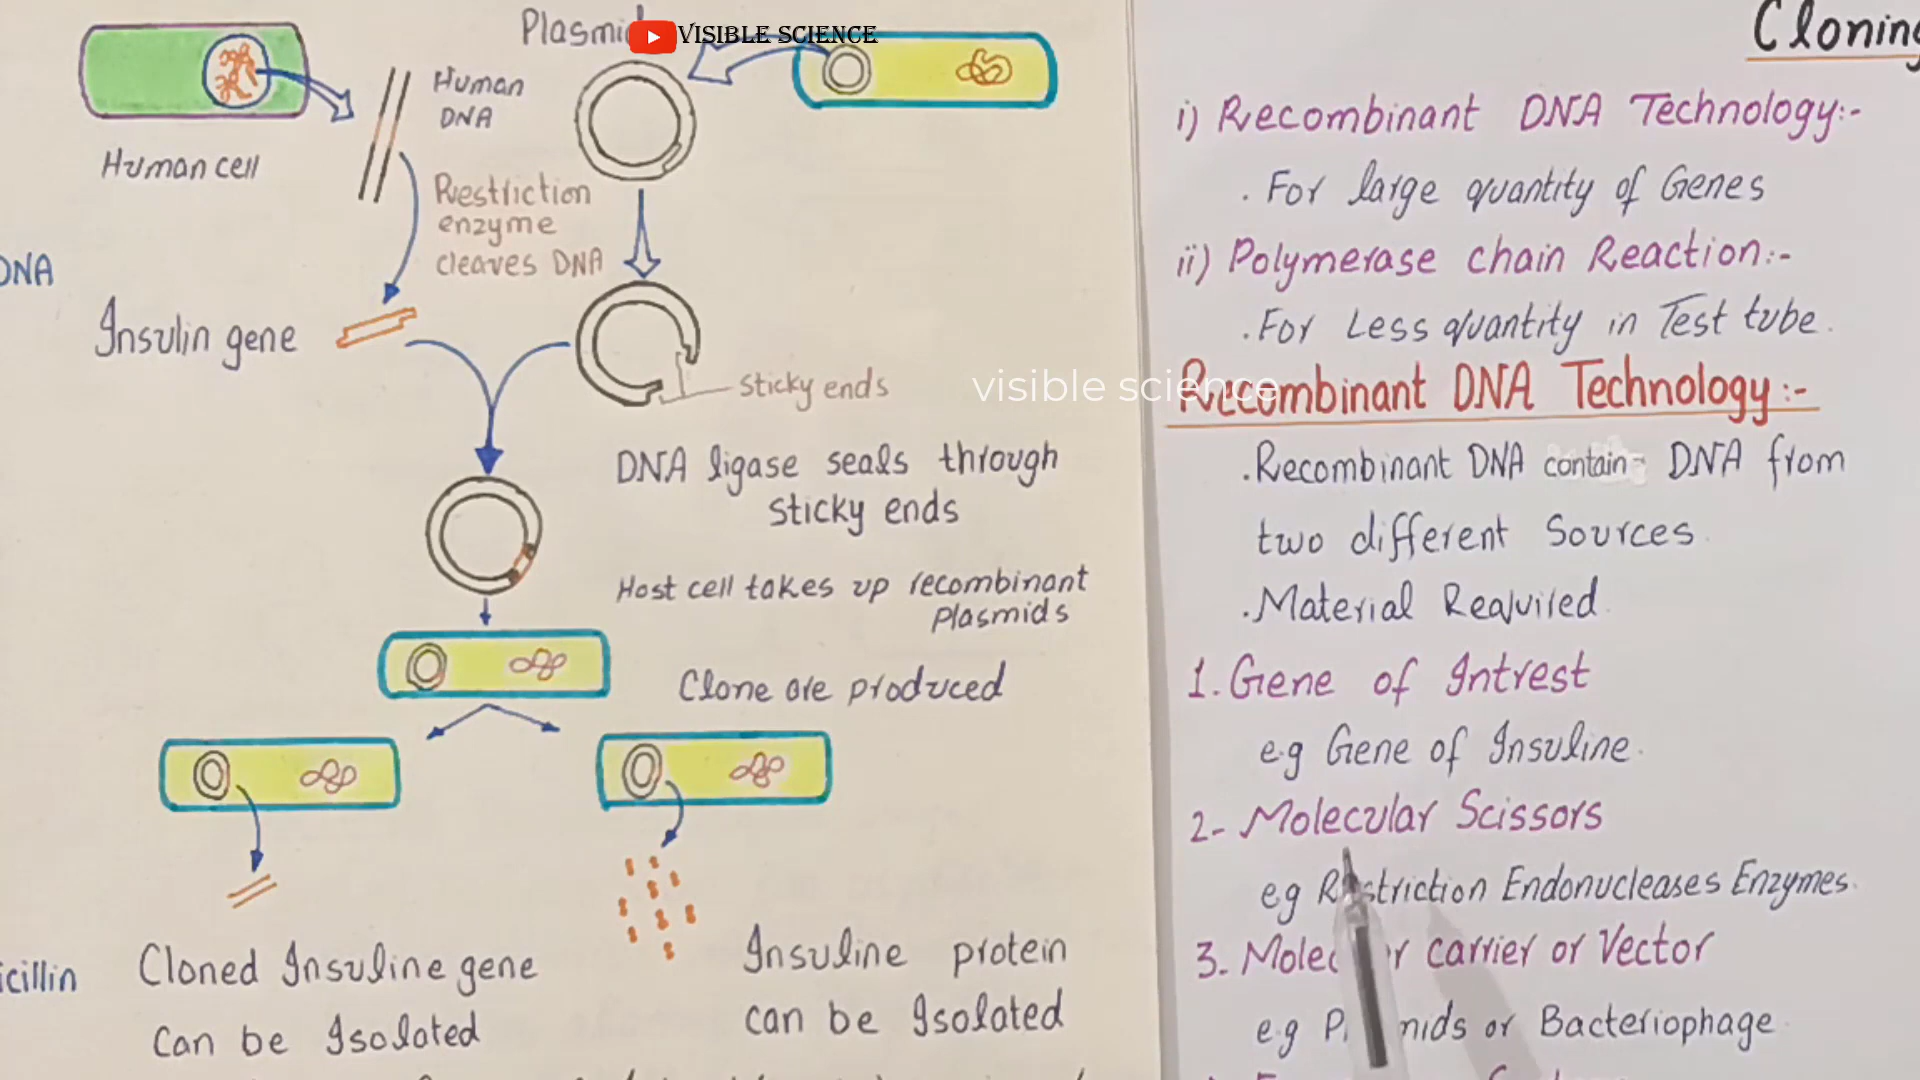 Plasmi
VISIBLE SCIENCE
Human
DNA
Human cell
Restriction
enzyme
cleaves DNA
DNA
Insulin gene
Sticky ends
DNA ligase seals through
Sticky ends
Host cell takes up recombinant
Plasmids
Clone are produced
Cloned Insuline gene
can be Isolated
Insuline protein
can be Isolated
icillin
visible science
Cloning
i) Recombinant DNA Technology:-
. For large quantity of Genes
ii) Polymerase chain Reaction:-
. For Less quantity in Test tube.
Recombinant DNA Technology:-
. Recombinant DNA contain DNA from
two different Sources.
. Material Required.
1. Gene of Intrest
e.g Gene of Insuline.
2- Molecular Scissors
eg Restriction Endonucleases Enzymes.
3. Molec r carrier or Vector
e.g P mids or Bacteriophage